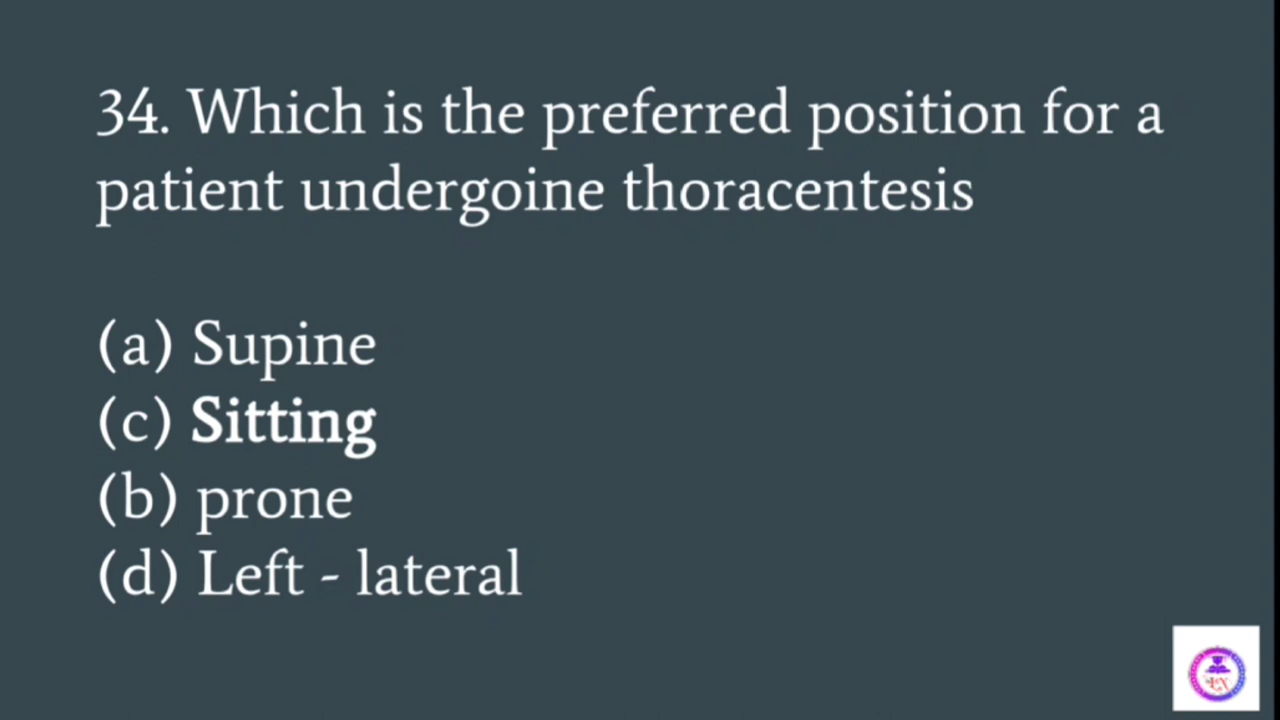 34. Which is the preferred position for a
patient undergoine thoracentesis
(a) Supine
(c) Sitting
(b) prone
(d) Left - lateral